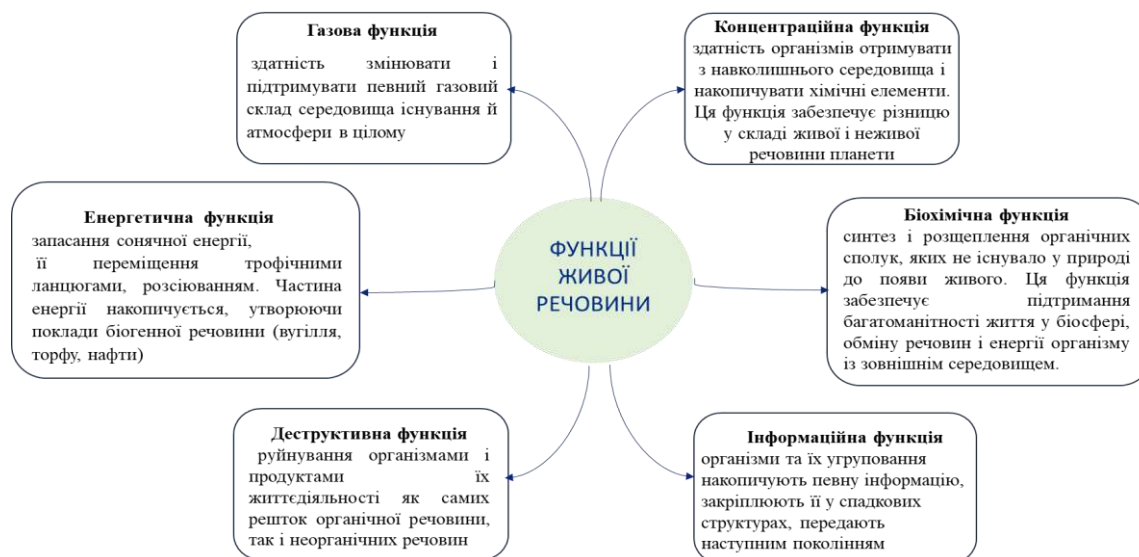 Газова функція
здатність змінювати і
підтримувати певний газовий
склад середовища існування й
атмосфери в цілому
Концентраційна функція
здатність організмів отримувати
з навколишнього середовища і
накопичувати хімічні елементи.
Ця функція забезпечує різницю
у складі живої і неживої
речовини планети
Енергетична функція
запасання сонячної енергії,
її переміщення трофічними
ланцюгами, розсіюванням. Частина
енергії накопичується, утворюючи
поклади біогенної речовини (вугілля,
торфу, нафти)
ФУНКЦІЇ
ЖИВОЇ
РЕЧОВИНИ
Біохімічна функція
синтез і розщеплення органічних
сполук, яких не існувало у природі
до появи живого. Ця функція
забезпечує підтримання
багатоманітності життя у біосфері,
обміну речовин і енергії організму
із зовнішнім середовищем.
Деструктивна функція
руйнування організмами і
продуктами їх
життєдіяльності як самих
решток органічної речовини,
так і неорганічних речовин
Інформаційна функція
організми та їх угруповання
накопичують певну інформацію,
закріплюють її у спадкових
структурах, передають
наступним поколінням